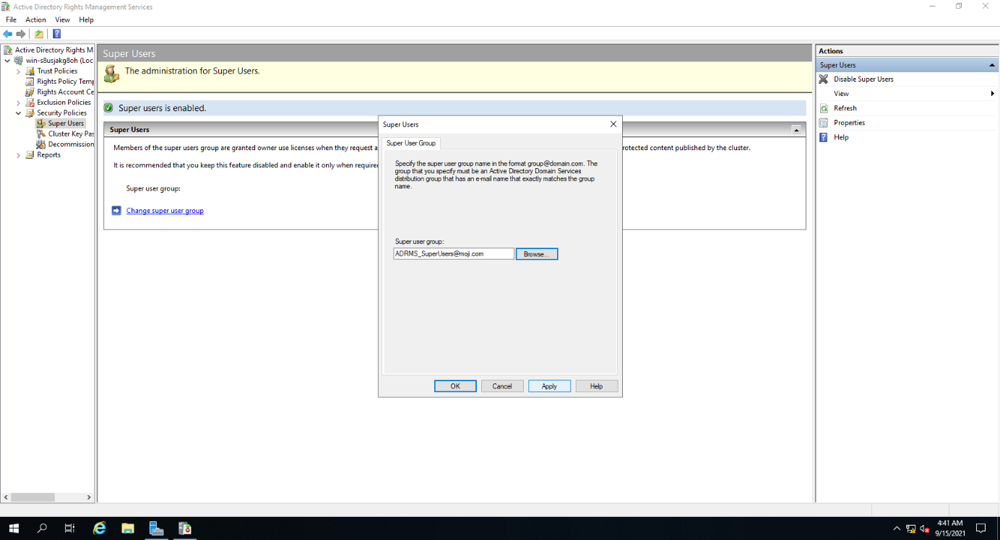 Active Directory Rights Management Services
File Action View Help
Active Directory Rights M
win-s8usjakg8oh (Loc
Trust Policies
Rights Policy Temp
Rights Account Ce
Exclusion Policies
Security Policies
Super Users
Cluster Key Pas
Decommission
Reports
Super Users
The administration for Super Users.
Super users is enabled.
Super Users
Members of the super users group are granted owner use licenses when they request a
rotected content published by the cluster.
It is recommended that you keep this feature disabled and enable it only when require
Super user group:
Change super user group
Super Users
Super User Group
Specify the super user group name in the format group@domain.com. The
group that you specify must be an Active Directory Domain Services
distribution group that has an e-mail name that exactly matches the group
name.
Super user group:
ADRMS_SuperUsers@moji.com
Browse...
OK Cancel Apply Help
Actions
Super Users
Disable Super Users
View
Refresh
Properties
Help
4:41 AM
9/15/2021